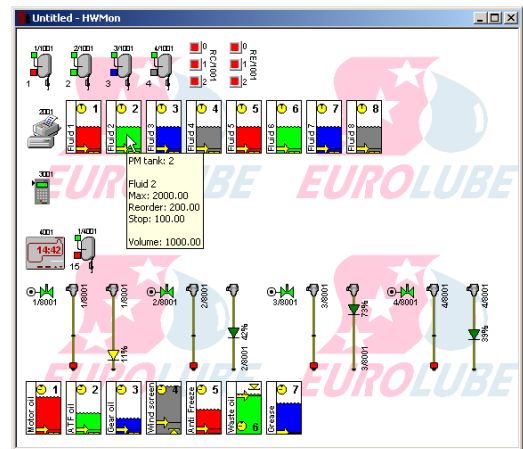 Untitled - HWMon
1/1001 2/1001 3/1001 4/1001 0 RC/1001 0 RE/1001
1 1
1 2 3 4 2 2
2001 1 2 3 4 5 6 7 8
Fluid 1 Fluid 2 Fluid 3 Fluid 4 Fluid 5 Fluid 6 Fluid 7 Fluid 8
PM tank: 2
Fluid 2
Max: 2000.00
Reorder: 200.00
Stop: 100.00
Volume: 1000.00
3001
EUROLUBE EUROLUBE
4001 1/4001
14:42
15
1/8001 1/8001 1/8001 11%
2/8001 2/8001 42% 2/8001
3/8001 3/8001 73% 3/8001
4/8001 4/8001 39%
EUROLUBE EUROLUBE
1 2 3 4 5 6 7
Motor oil ATF oil Gear oil Wind screen Anti Freeze Waste oil Grease